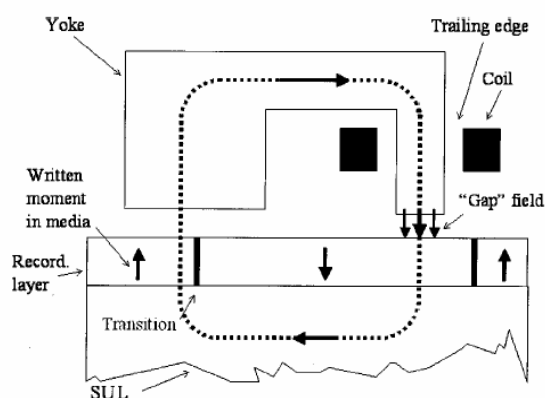 Yoke
Trailing edge
Coil
Written
moment
in media
“Gap” field
Record.
layer
Transition
SUL